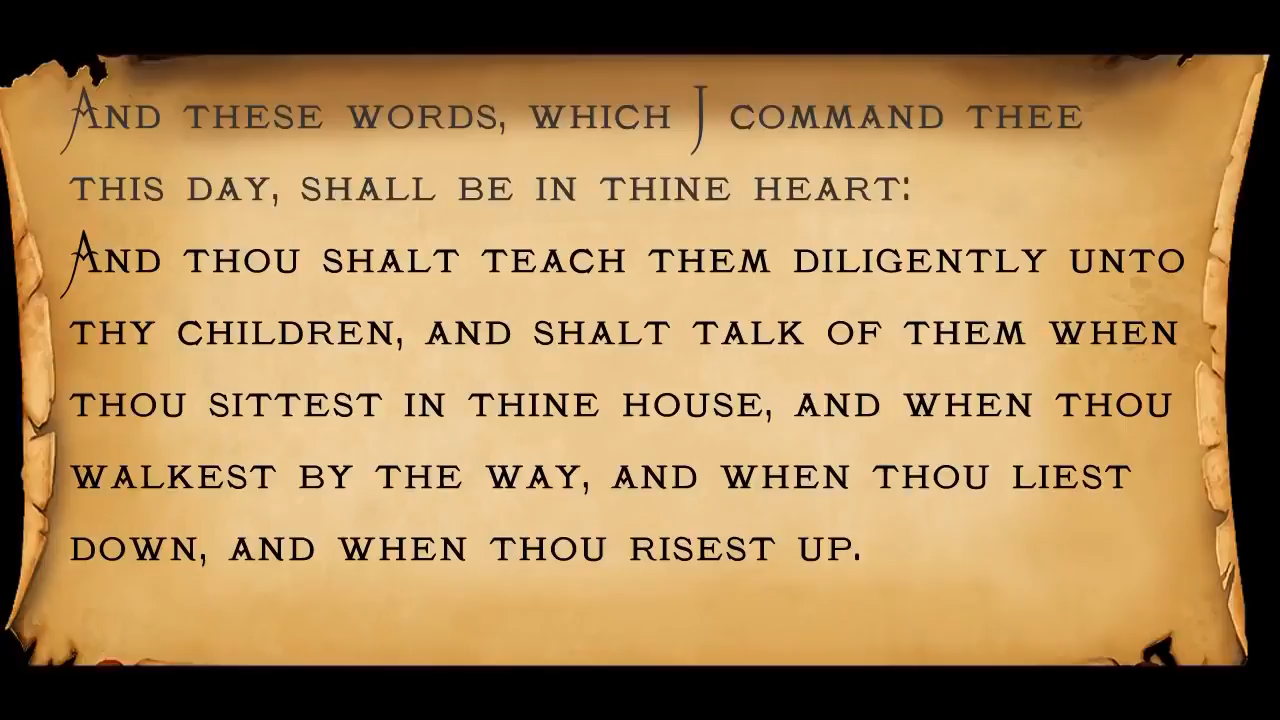 And these words, which I command thee
this day, shall be in thine heart:
And thou shalt teach them diligently unto
thy children, and shalt talk of them when
thou sittest in thine house, and when thou
walkest by the way, and when thou liest
down, and when thou risest up.